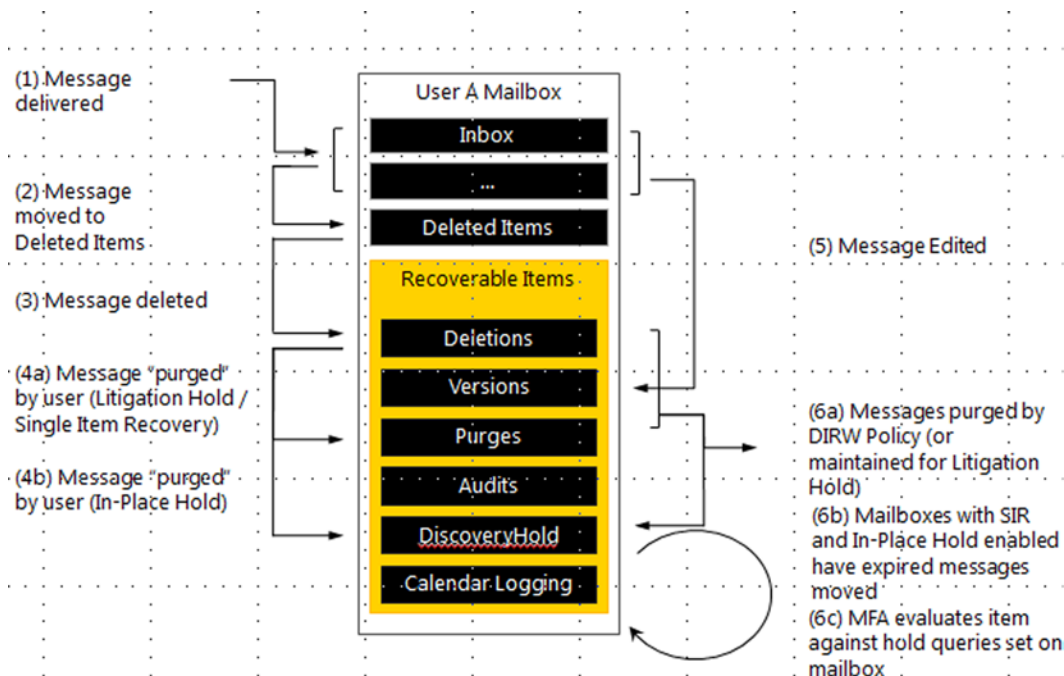 (1) Message
delivered
(2) Message
moved to
Deleted Items
(3) Message deleted
(4a) Message "purged"
by user (Litigation Hold /
Single Item Recovery)
(4b) Message "purged"
by user (In-Place Hold)
User A Mailbox
Inbox
...
Deleted Items
Recoverable Items
Deletions
Versions
Purges
Audits
DiscoveryHold
Calendar Logging
(5) Message Edited
(6a) Messages purged by
DIRW Policy (or
maintained for Litigation
Hold)
(6b) Mailboxes with SIR
and In-Place Hold enabled
have expired messages
moved
(6c) MFA evaluates item
against hold queries set on
mailbox